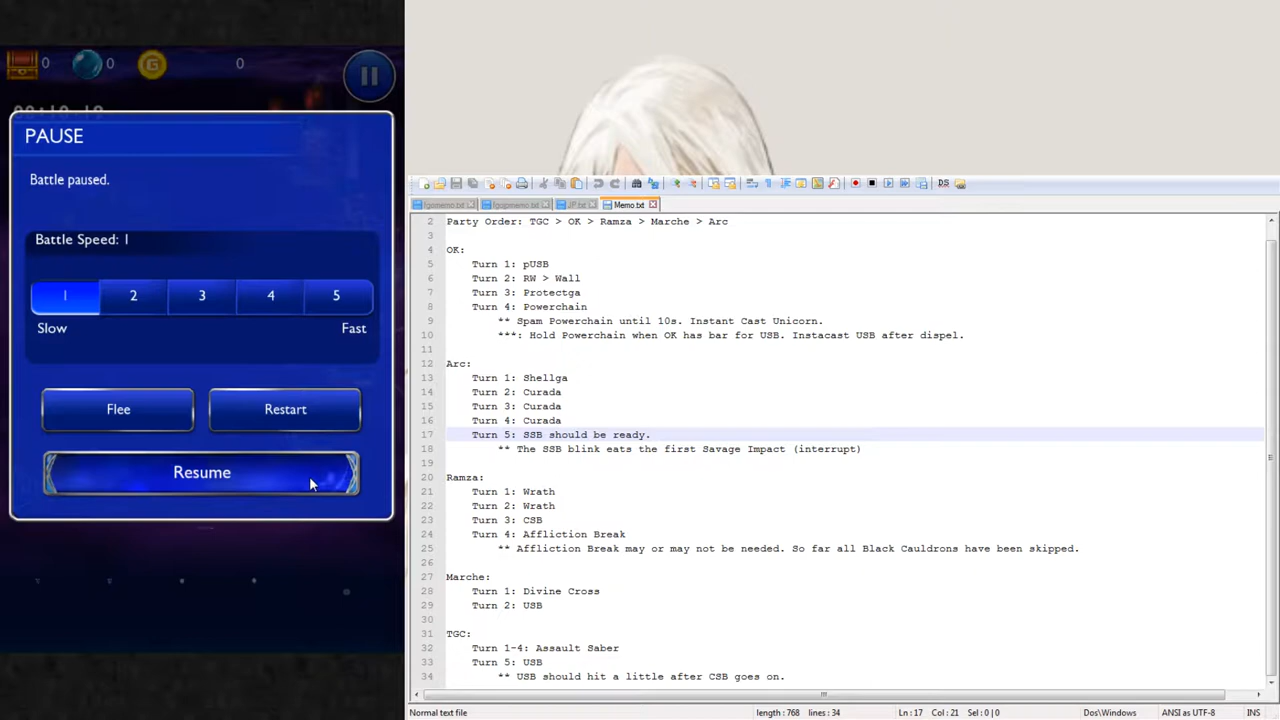 0
0
G
0
PAUSE
Battle paused.
Battle Speed: 1
1 2 3 4 5
Slow Fast
Flee Restart
Resume
DS
fgomemo.txt fgojpmemo.txt JP.txt Memo.txt
2 Party Order: TGC > OK > Ramza > Marche > Arc
3
4 OK:
5 Turn 1: pUSB
6 Turn 2: RW > Wall
7 Turn 3: Protectga
8 Turn 4: Powerchain
9 ** Spam Powerchain until 10s. Instant Cast Unicorn.
10 ***: Hold Powerchain when OK has bar for USB. Instacast USB after dispel.
11
12 Arc:
13 Turn 1: Shellga
14 Turn 2: Curada
15 Turn 3: Curada
16 Turn 4: Curada
17 Turn 5: SSB should be ready.
18 ** The SSB blink eats the first Savage Impact (interrupt)
19
20 Ramza:
21 Turn 1: Wrath
22 Turn 2: Wrath
23 Turn 3: CSB
24 Turn 4: Affliction Break
25 ** Affliction Break may or may not be needed. So far all Black Cauldrons have been skipped.
26
27 Marche:
28 Turn 1: Divine Cross
29 Turn 2: USB
30
31 TGC:
32 Turn 1-4: Assault Saber
33 Turn 5: USB
34 ** USB should hit a little after CSB goes on.
Normal text file length : 768 lines : 34 Ln : 17 Col : 21 Sel : 0 | 0 Dos\Windows ANSI as UTF-8 INS